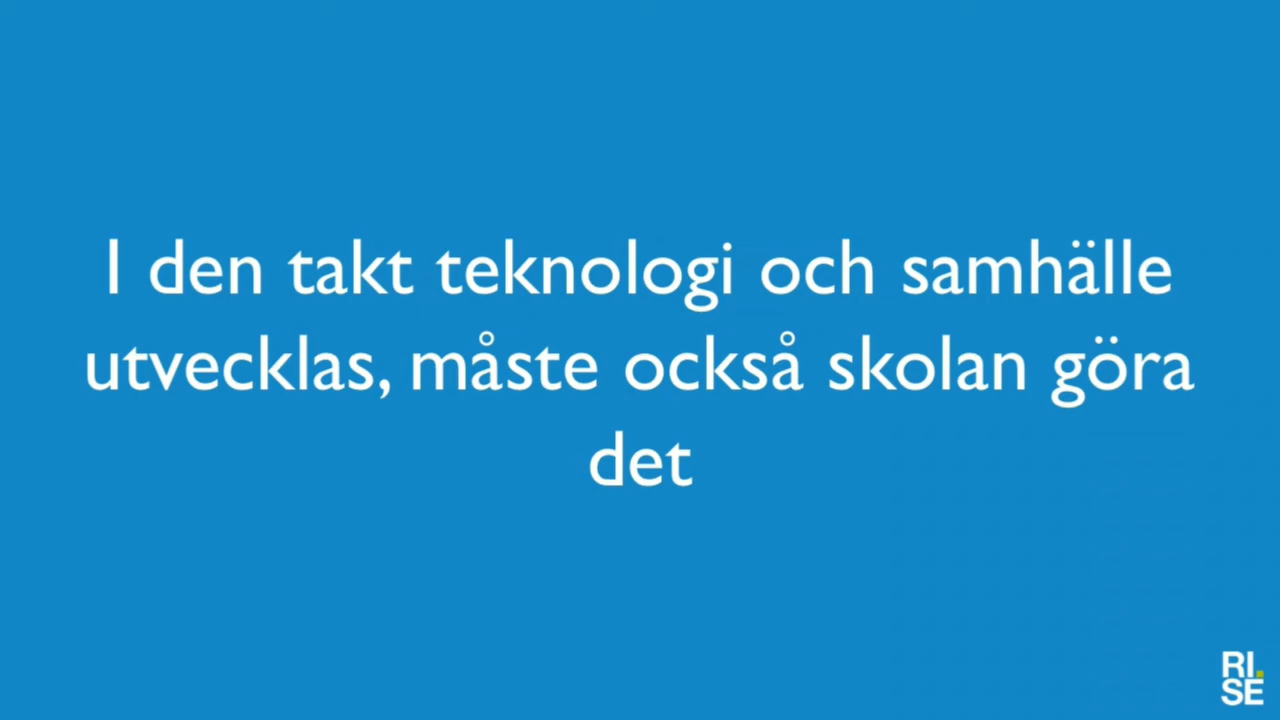 I den takt teknologi och samhälle
utvecklas, måste också skolan göra
det
RI.
SE